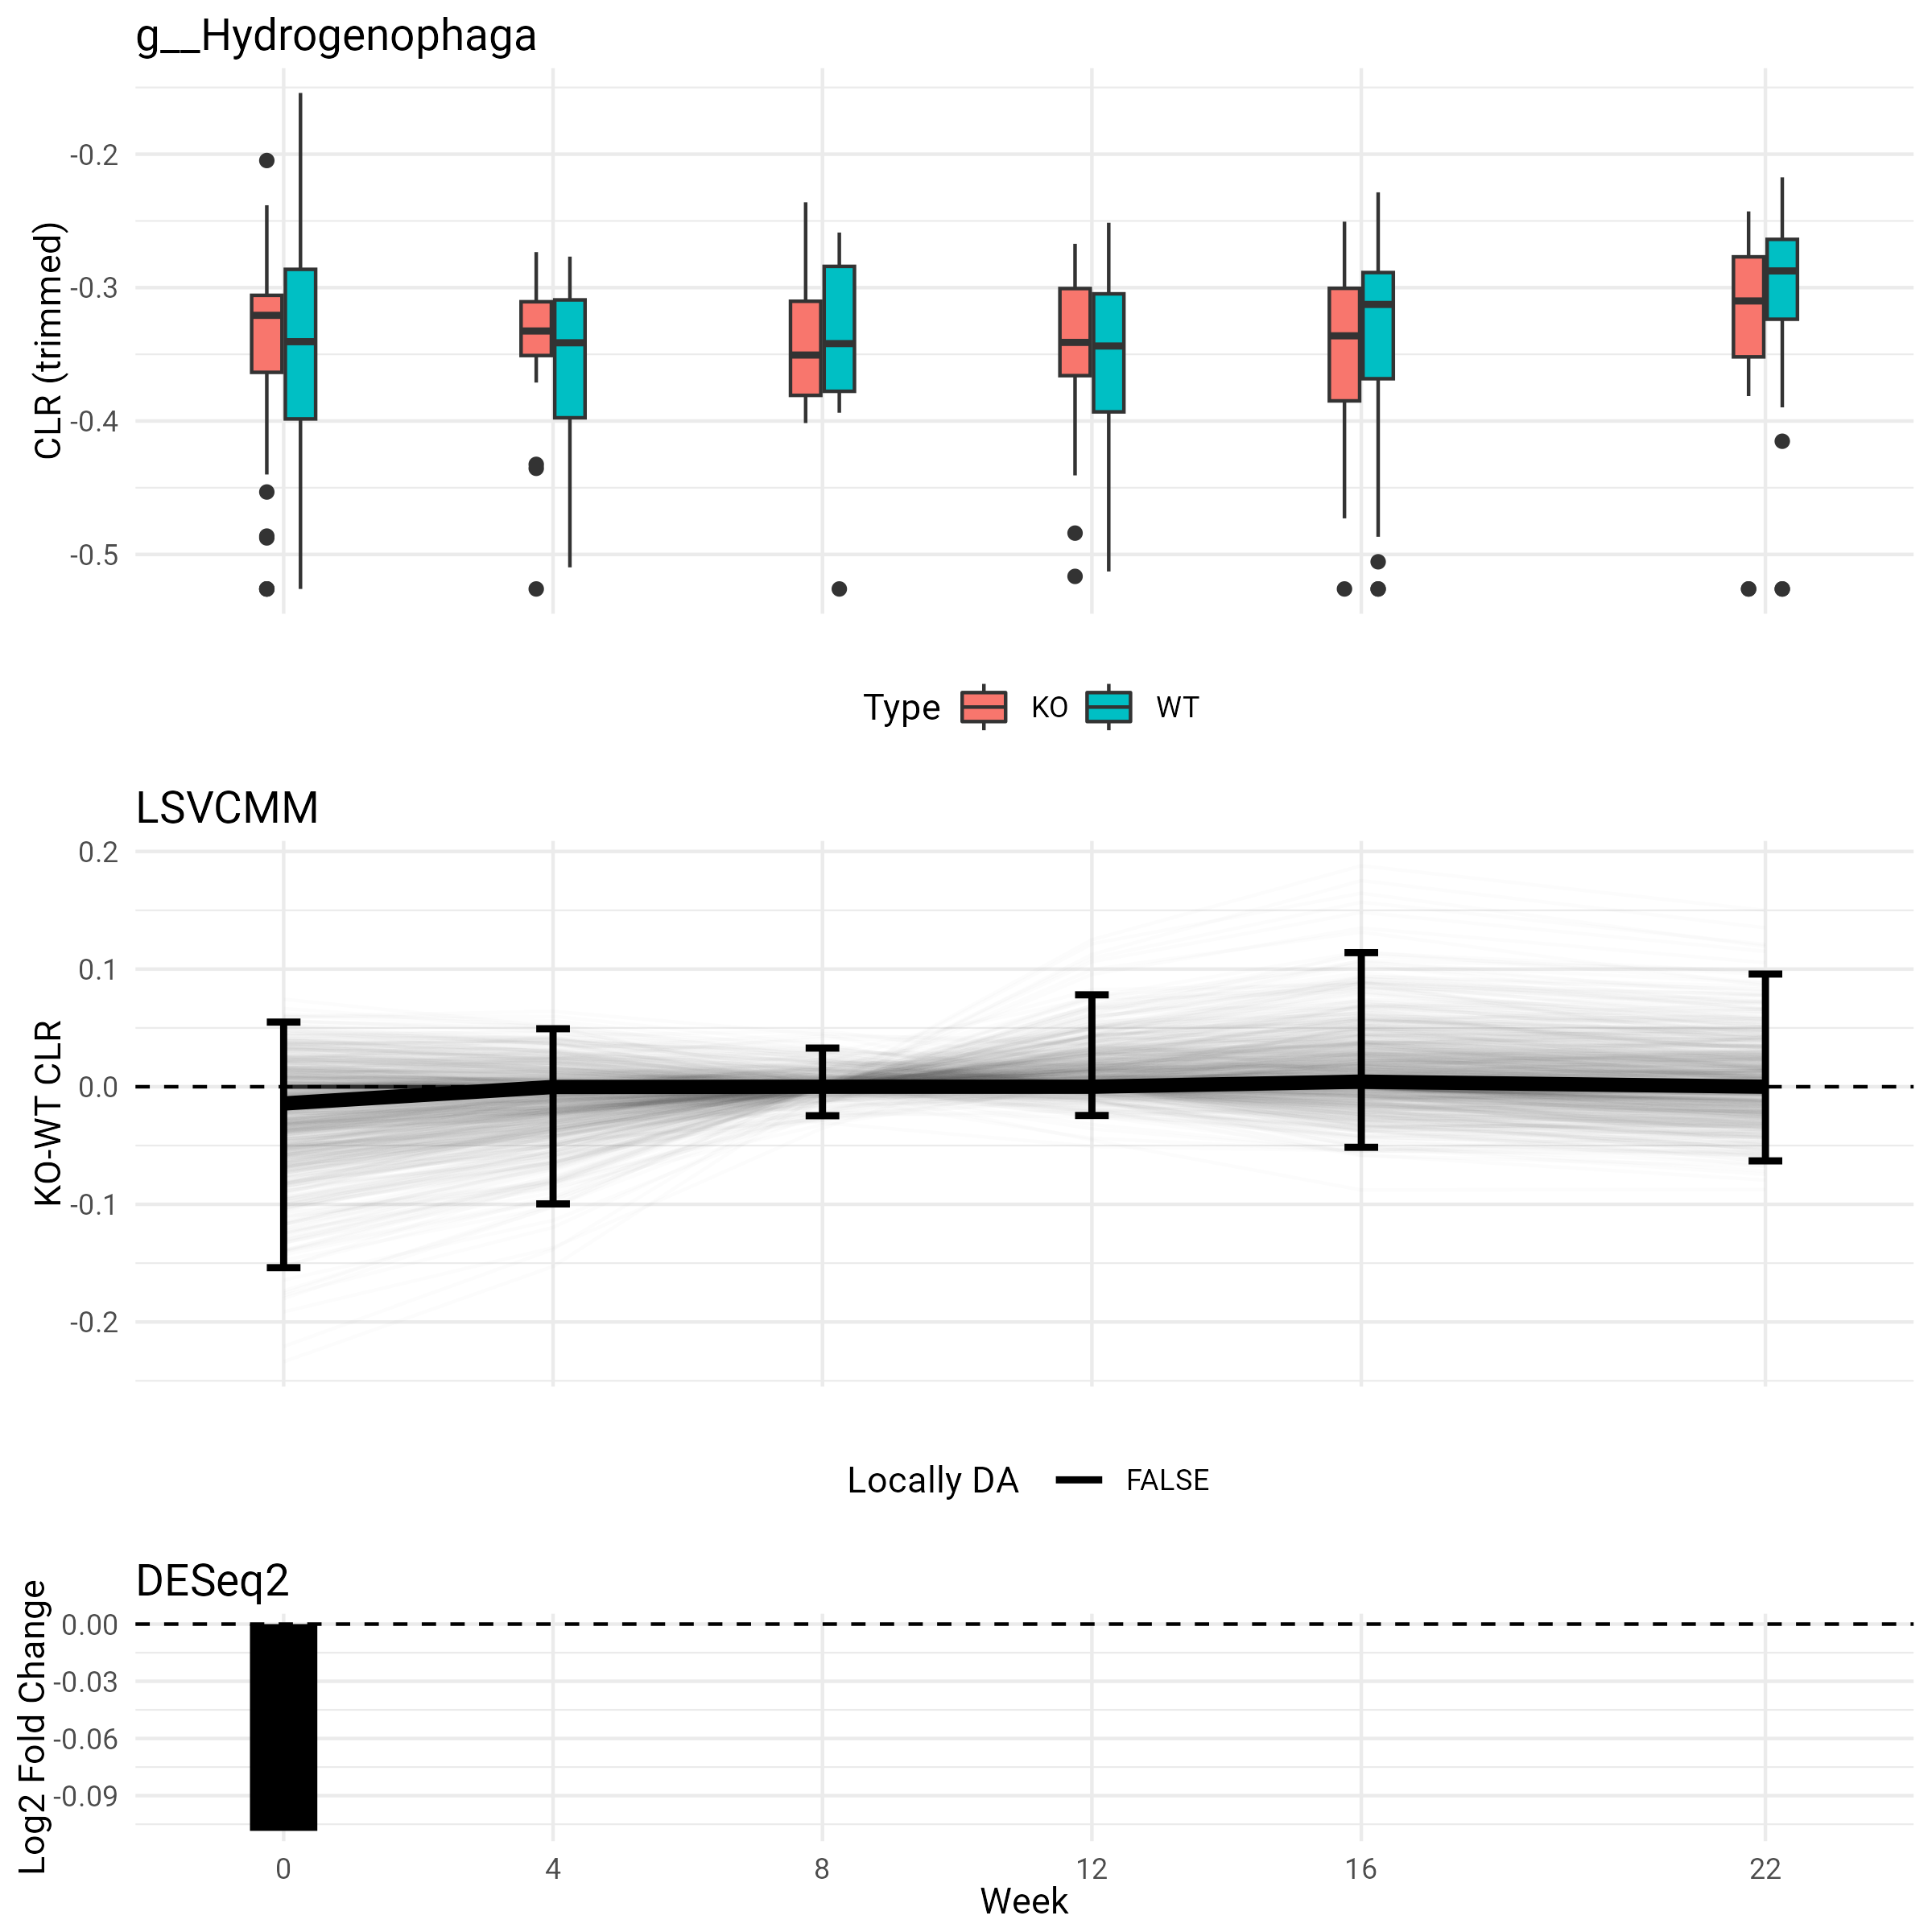 g__Hydrogenophaga
CLR (trimmed)
-0.2
-0.3
-0.4
-0.5
Type KO WT
LSVCMM
KO-WT CLR
0.2
0.1
0.0
-0.1
-0.2
Locally DA FALSE
DESeq2
Log2 Fold Change
0.00
-0.03
-0.06
-0.09
0 4 8 12 16 22
Week